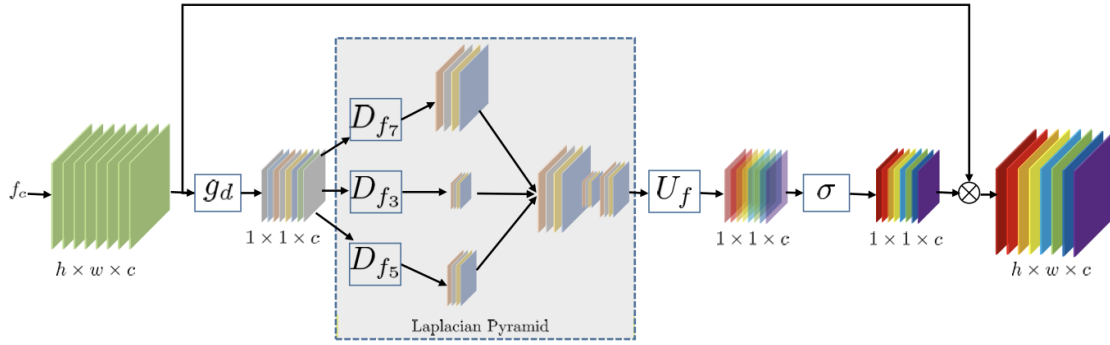 f_c
h × w × c
g_d
1 × 1 × c
D_{f_7}
D_{f_3}
D_{f_5}
Laplacian Pyramid
U_f
1 × 1 × c
σ
1 × 1 × c
⊗
h × w × c